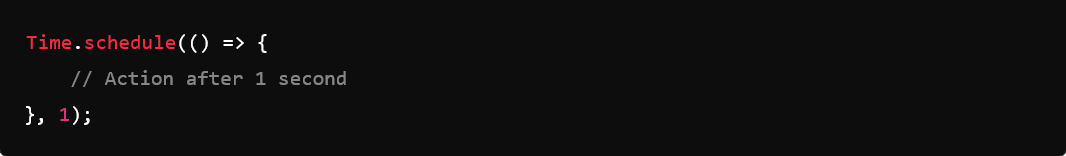 Time.schedule(() => {
    // Action after 1 second
}, 1);